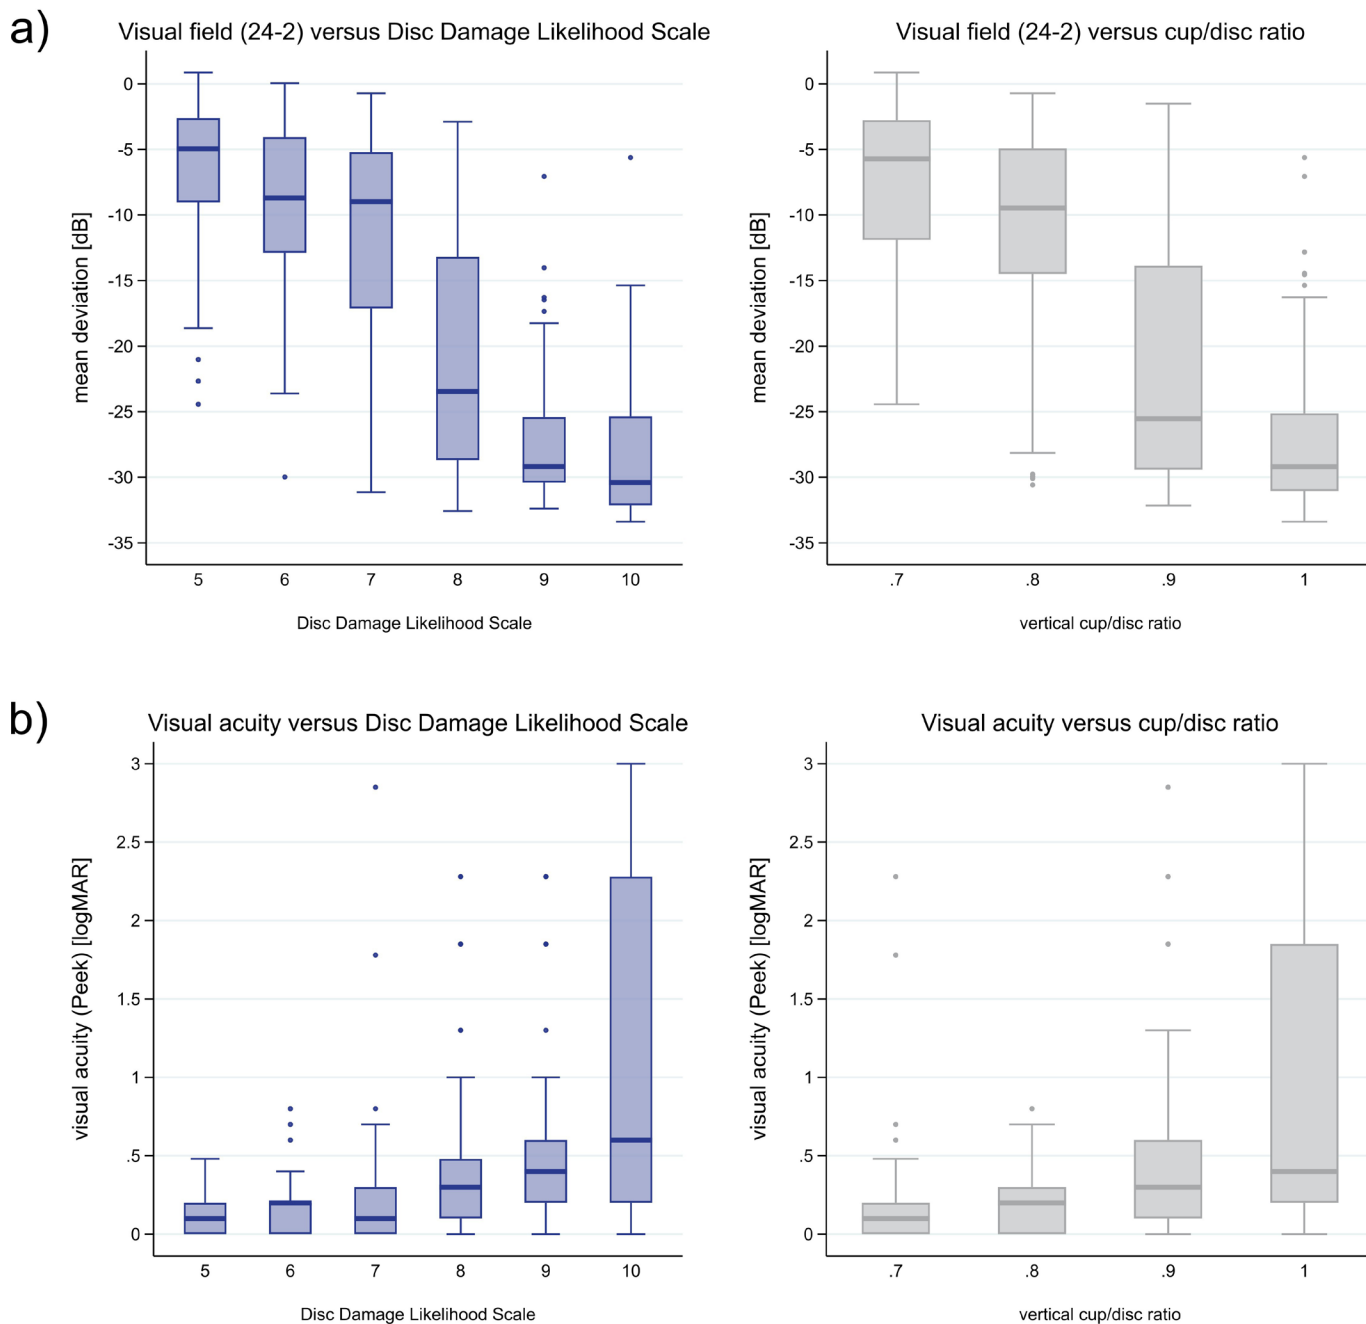 a)
Visual field (24-2) versus Disc Damage Likelihood Scale
mean deviation [dB]
0
-5
-10
-15
-20
-25
-30
-35
5 6 7 8 9 10
Disc Damage Likelihood Scale
Visual field (24-2) versus cup/disc ratio
mean deviation [dB]
0
-5
-10
-15
-20
-25
-30
-35
.7 .8 .9 1
vertical cup/disc ratio
b)
Visual acuity versus Disc Damage Likelihood Scale
visual acuity (Peek) [logMAR]
3
2.5
2
1.5
1
.5
0
5 6 7 8 9 10
Disc Damage Likelihood Scale
Visual acuity versus cup/disc ratio
visual acuity (Peek) [logMAR]
3
2.5
2
1.5
1
.5
0
.7 .8 .9 1
vertical cup/disc ratio